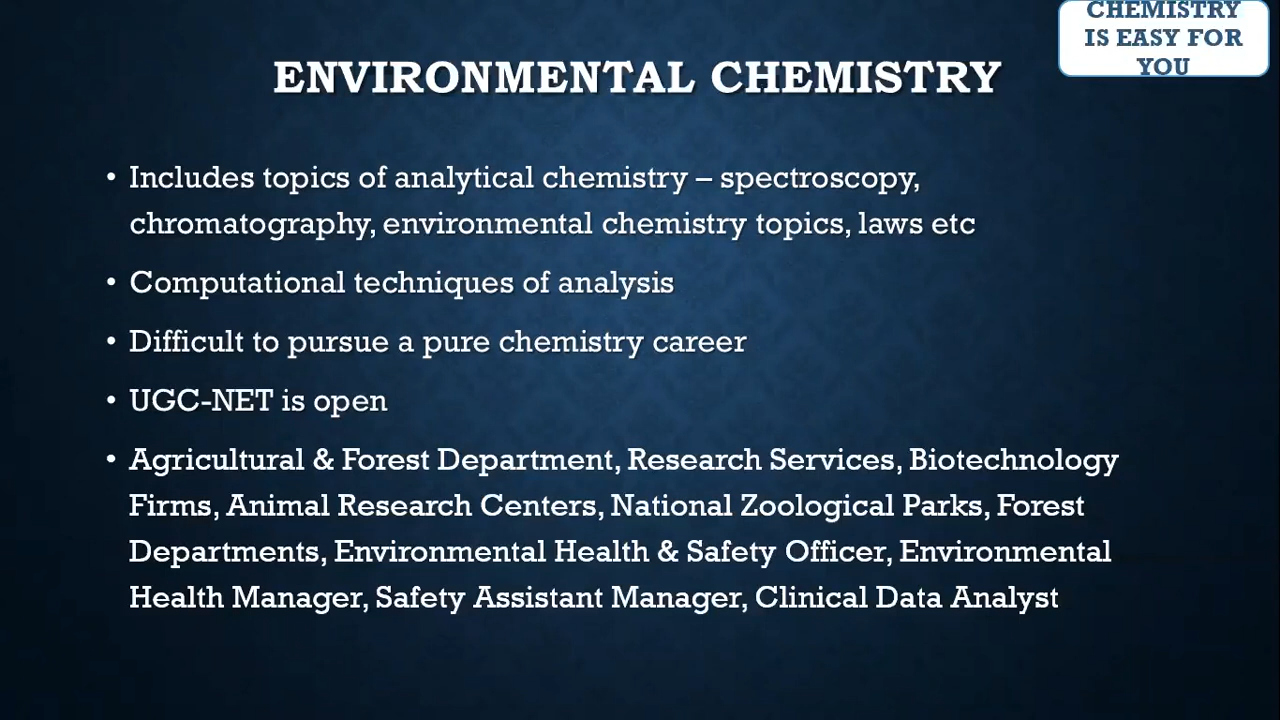 CHEMISTRY
IS EASY FOR
YOU
ENVIRONMENTAL CHEMISTRY
• Includes topics of analytical chemistry – spectroscopy,
chromatography, environmental chemistry topics, laws etc
• Computational techniques of analysis
• Difficult to pursue a pure chemistry career
• UGC-NET is open
• Agricultural & Forest Department, Research Services, Biotechnology
Firms, Animal Research Centers, National Zoological Parks, Forest
Departments, Environmental Health & Safety Officer, Environmental
Health Manager, Safety Assistant Manager, Clinical Data Analyst